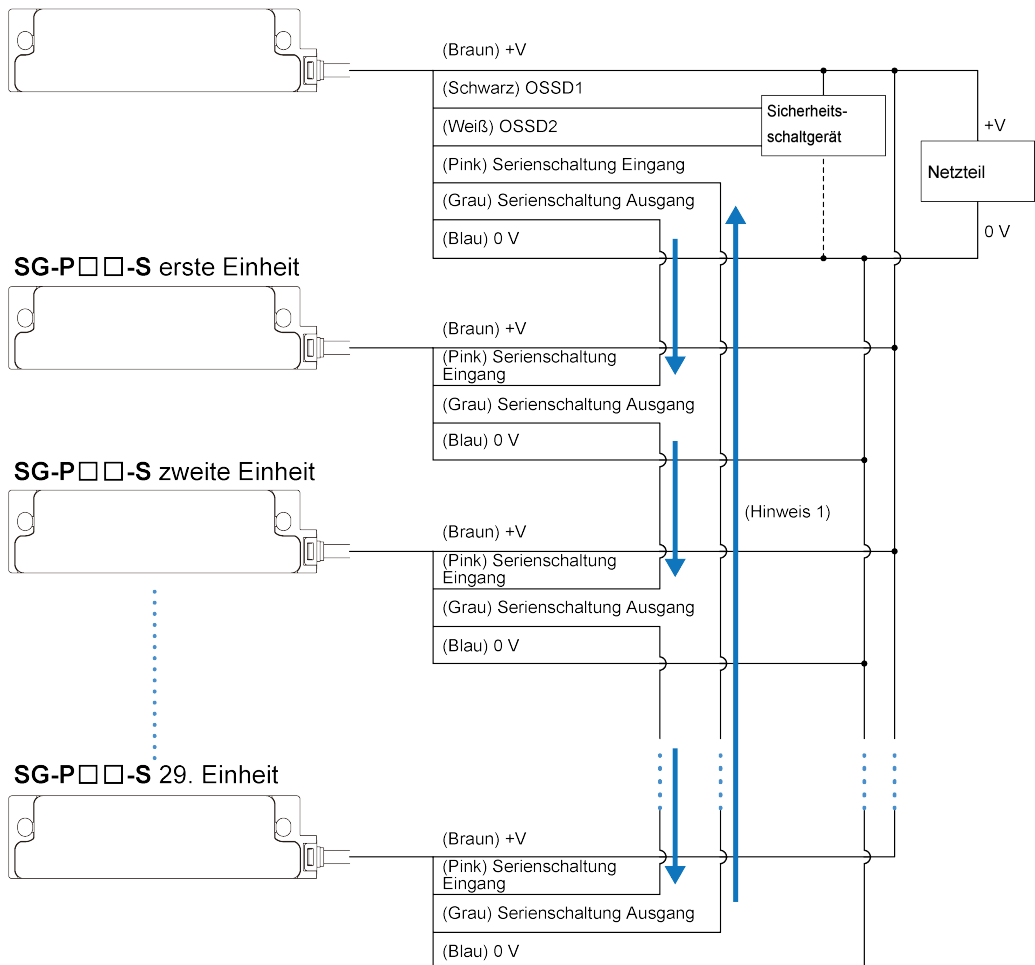 (Braun) +V
(Schwarz) OSSD1
(Weiß) OSSD2
(Pink) Serienschaltung Eingang
(Grau) Serienschaltung Ausgang
(Blau) 0 V
Sicherheits-
schaltgerät
+V
Netzteil
0 V
SG-P□□-S erste Einheit
(Braun) +V
(Pink) Serienschaltung
Eingang
(Grau) Serienschaltung Ausgang
(Blau) 0 V
SG-P□□-S zweite Einheit
(Braun) +V
(Pink) Serienschaltung
Eingang
(Grau) Serienschaltung Ausgang
(Blau) 0 V
(Hinweis 1)
SG-P□□-S 29. Einheit
(Braun) +V
(Pink) Serienschaltung
Eingang
(Grau) Serienschaltung Ausgang
(Blau) 0 V